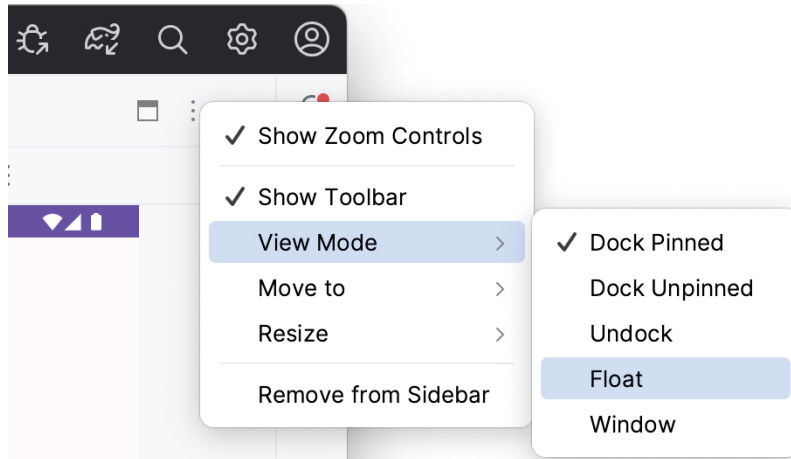 Show Zoom Controls
Show Toolbar
View Mode
Move to
Resize
Remove from Sidebar
Dock Pinned
Dock Unpinned
Undock
Float
Window